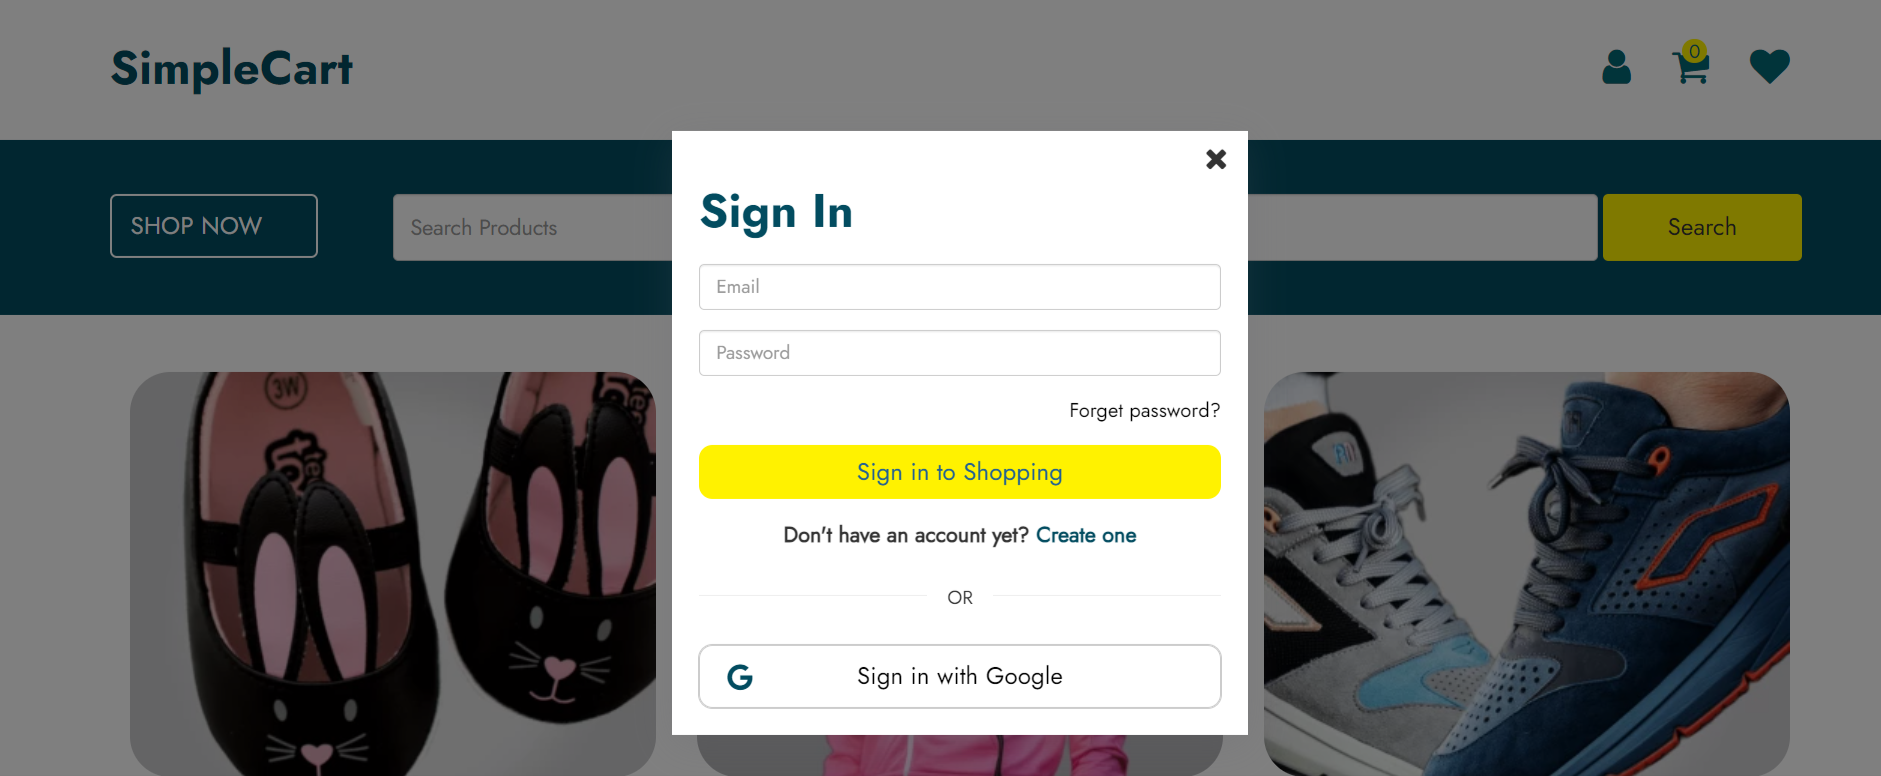 SimpleCart
0
SHOP NOW
Search Products
Search
Sign In
Email
Password
Forget password?
Sign in to Shopping
Don't have an account yet? Create one
OR
G
Sign in with Google
3W